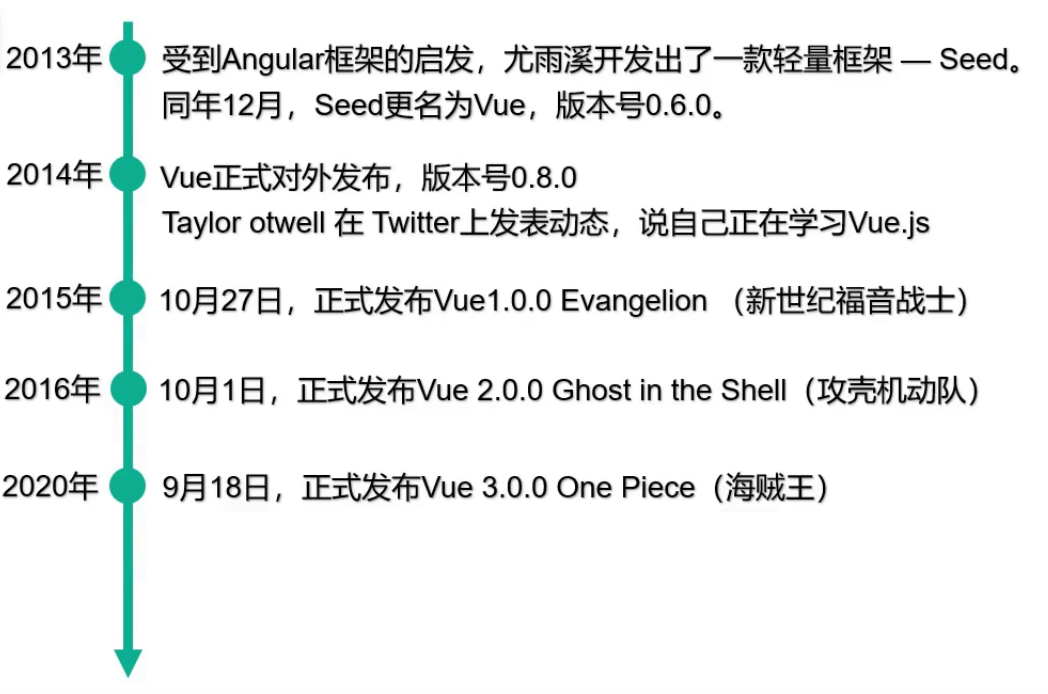 2013年 受到Angular框架的启发，尤雨溪开发出了一款轻量框架 — Seed。
同年12月，Seed更名为Vue，版本号0.6.0。
2014年 Vue正式对外发布，版本号0.8.0
Taylor otwell 在 Twitter上发表动态，说自己正在学习Vue.js
2015年 10月27日，正式发布Vue1.0.0 Evangelion （新世纪福音战士）
2016年 10月1日，正式发布Vue 2.0.0 Ghost in the Shell（攻壳机动队）
2020年 9月18日，正式发布Vue 3.0.0 One Piece（海贼王）